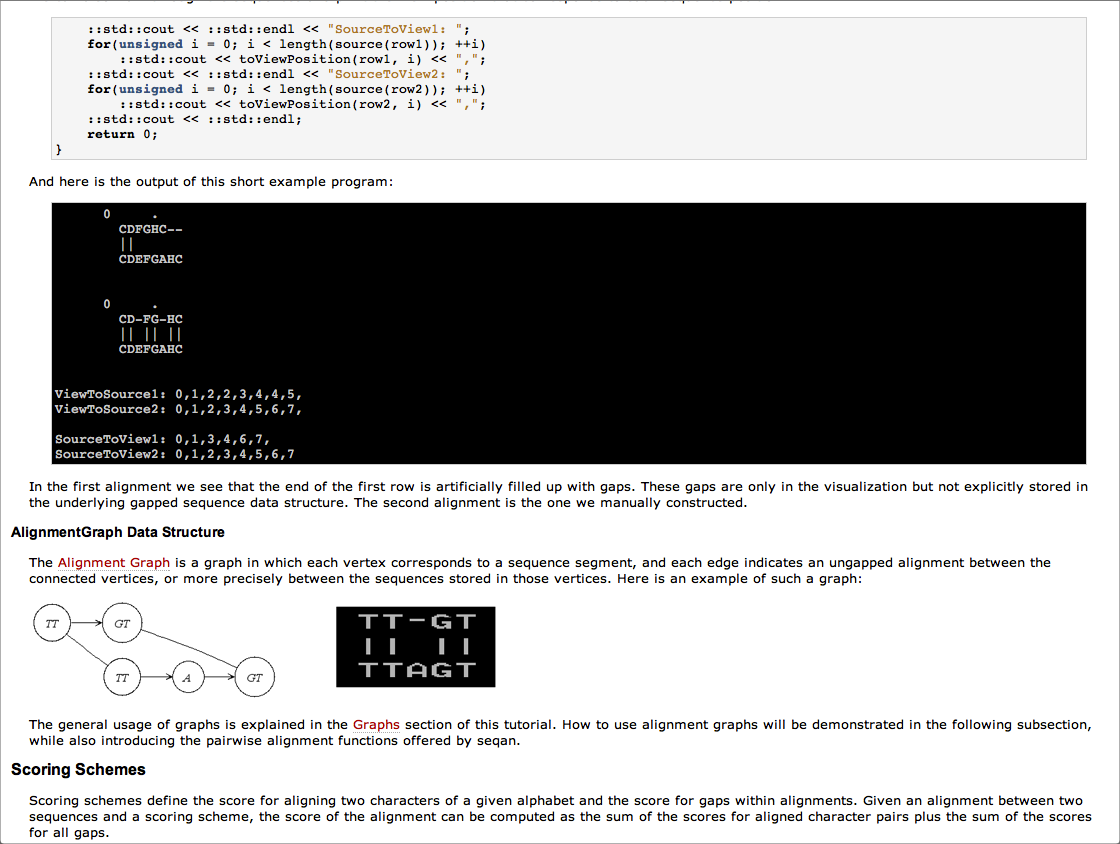 ::std::cout << ::std::endl << "SourceToView1: ";
for(unsigned i = 0; i < length(source(row1)); ++i)
::std::cout << toViewPosition(row1, i) << ",";
::std::cout << ::std::endl << "SourceToView2: ";
for(unsigned i = 0; i < length(source(row2)); ++i)
::std::cout << toViewPosition(row2, i) << ",";
::std::cout << ::std::endl;
return 0;
}
And here is the output of this short example program:
0 .
CDFGHC--
||
CDEFGAHC
0 .
CD-FG-HC
|| || ||
CDEFGAHC
ViewToSource1: 0,1,2,2,3,4,4,5,
ViewToSource2: 0,1,2,3,4,5,6,7,
SourceToView1: 0,1,3,4,6,7,
SourceToView2: 0,1,2,3,4,5,6,7
In the first alignment we see that the end of the first row is artificially filled up with gaps. These gaps are only in the visualization but not explicitly stored in
the underlying gapped sequence data structure. The second alignment is the one we manually constructed.
AlignmentGraph Data Structure
The Alignment Graph is a graph in which each vertex corresponds to a sequence segment, and each edge indicates an ungapped alignment between the
connected vertices, or more precisely between the sequences stored in those vertices. Here is an example of such a graph:
TT GT
TT A GT
TT-GT
|| ||
TTAGT
The general usage of graphs is explained in the Graphs section of this tutorial. How to use alignment graphs will be demonstrated in the following subsection,
while also introducing the pairwise alignment functions offered by seqan.
Scoring Schemes
Scoring schemes define the score for aligning two characters of a given alphabet and the score for gaps within alignments. Given an alignment between two
sequences and a scoring scheme, the score of the alignment can be computed as the sum of the scores for aligned character pairs plus the sum of the scores
for all gaps.